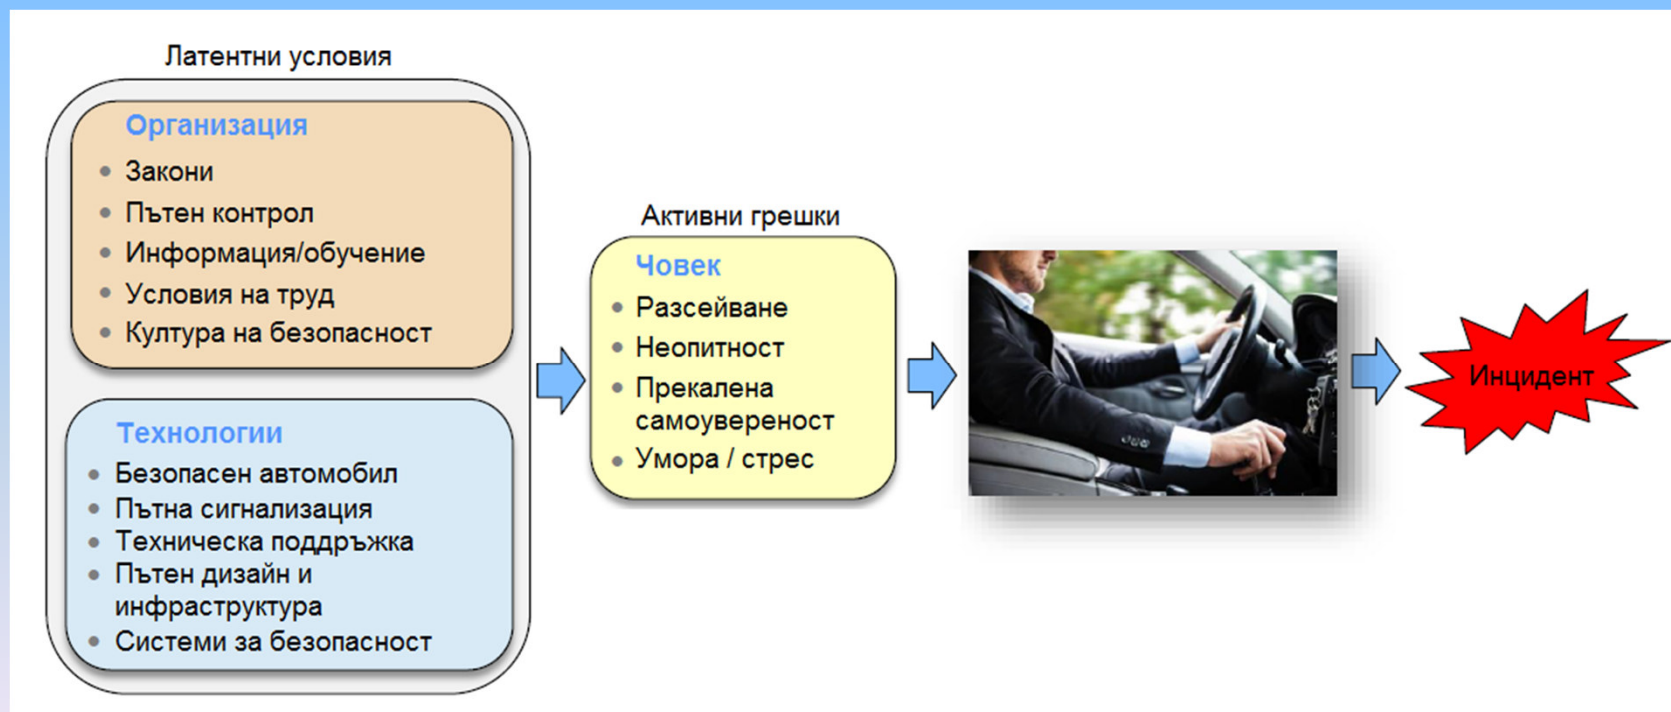 Латентни условия
Организация
Закони
Пътен контрол
Информация/обучение
Условия на труд
Култура на безопасност
Технологии
Безопасен автомобил
Пътна сигнализация
Техническа поддръжка
Пътен дизайн и
инфраструктура
Системи за безопасност
Активни грешки
Човек
Разсейване
Неопитност
Прекалена
самоувереност
Умора / стрес
Инцидент